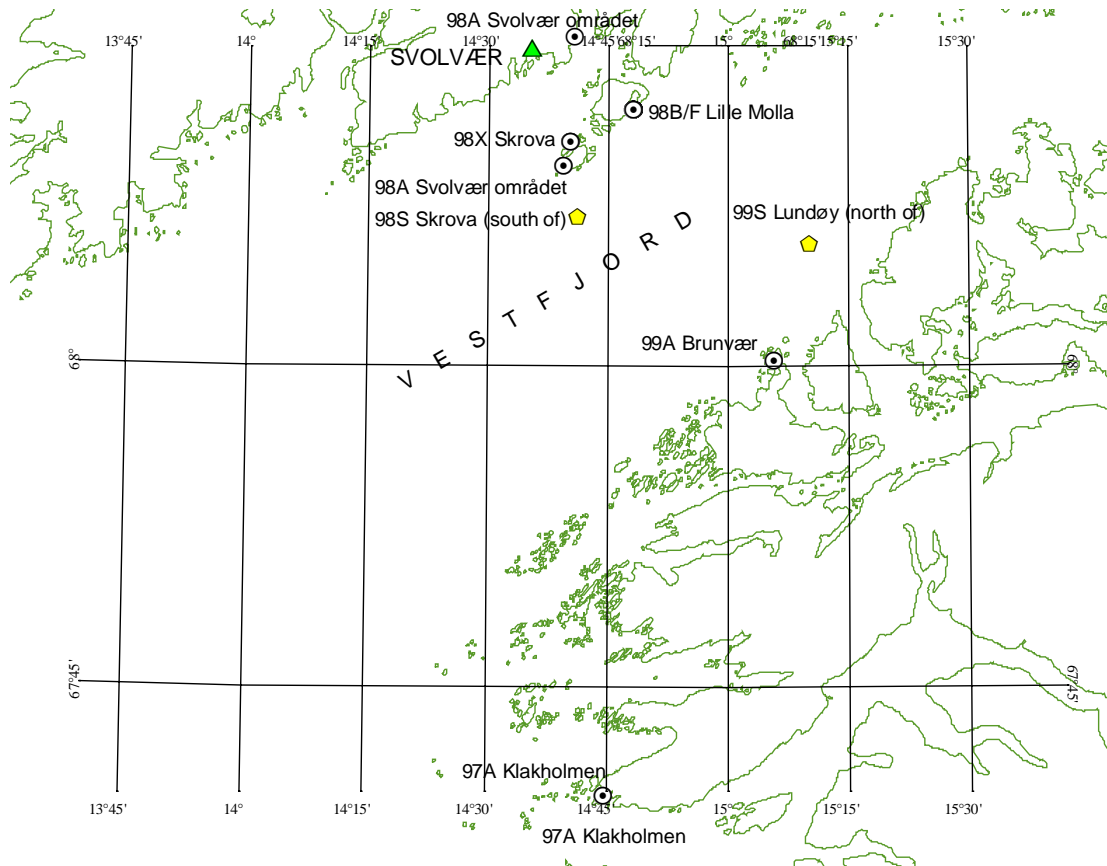 98A Svolvær området
13°45'
14°
14°15'
14°30'
14°45'
68°15'
15°
68°15'
15°15'
15°30'
SVOLVÆR
98B/F Lille Molla
98X Skrova
98A Svolvær området
98S Skrova (south of)
99S Lundøy (north of)
VESTFJORD
99A Brunvær
68°
68°
67°45'
67°45'
97A Klakholmen
13°45'
14°
14°15'
14°30'
14°45'
15°
15°15'
15°30'
97A Klakholmen